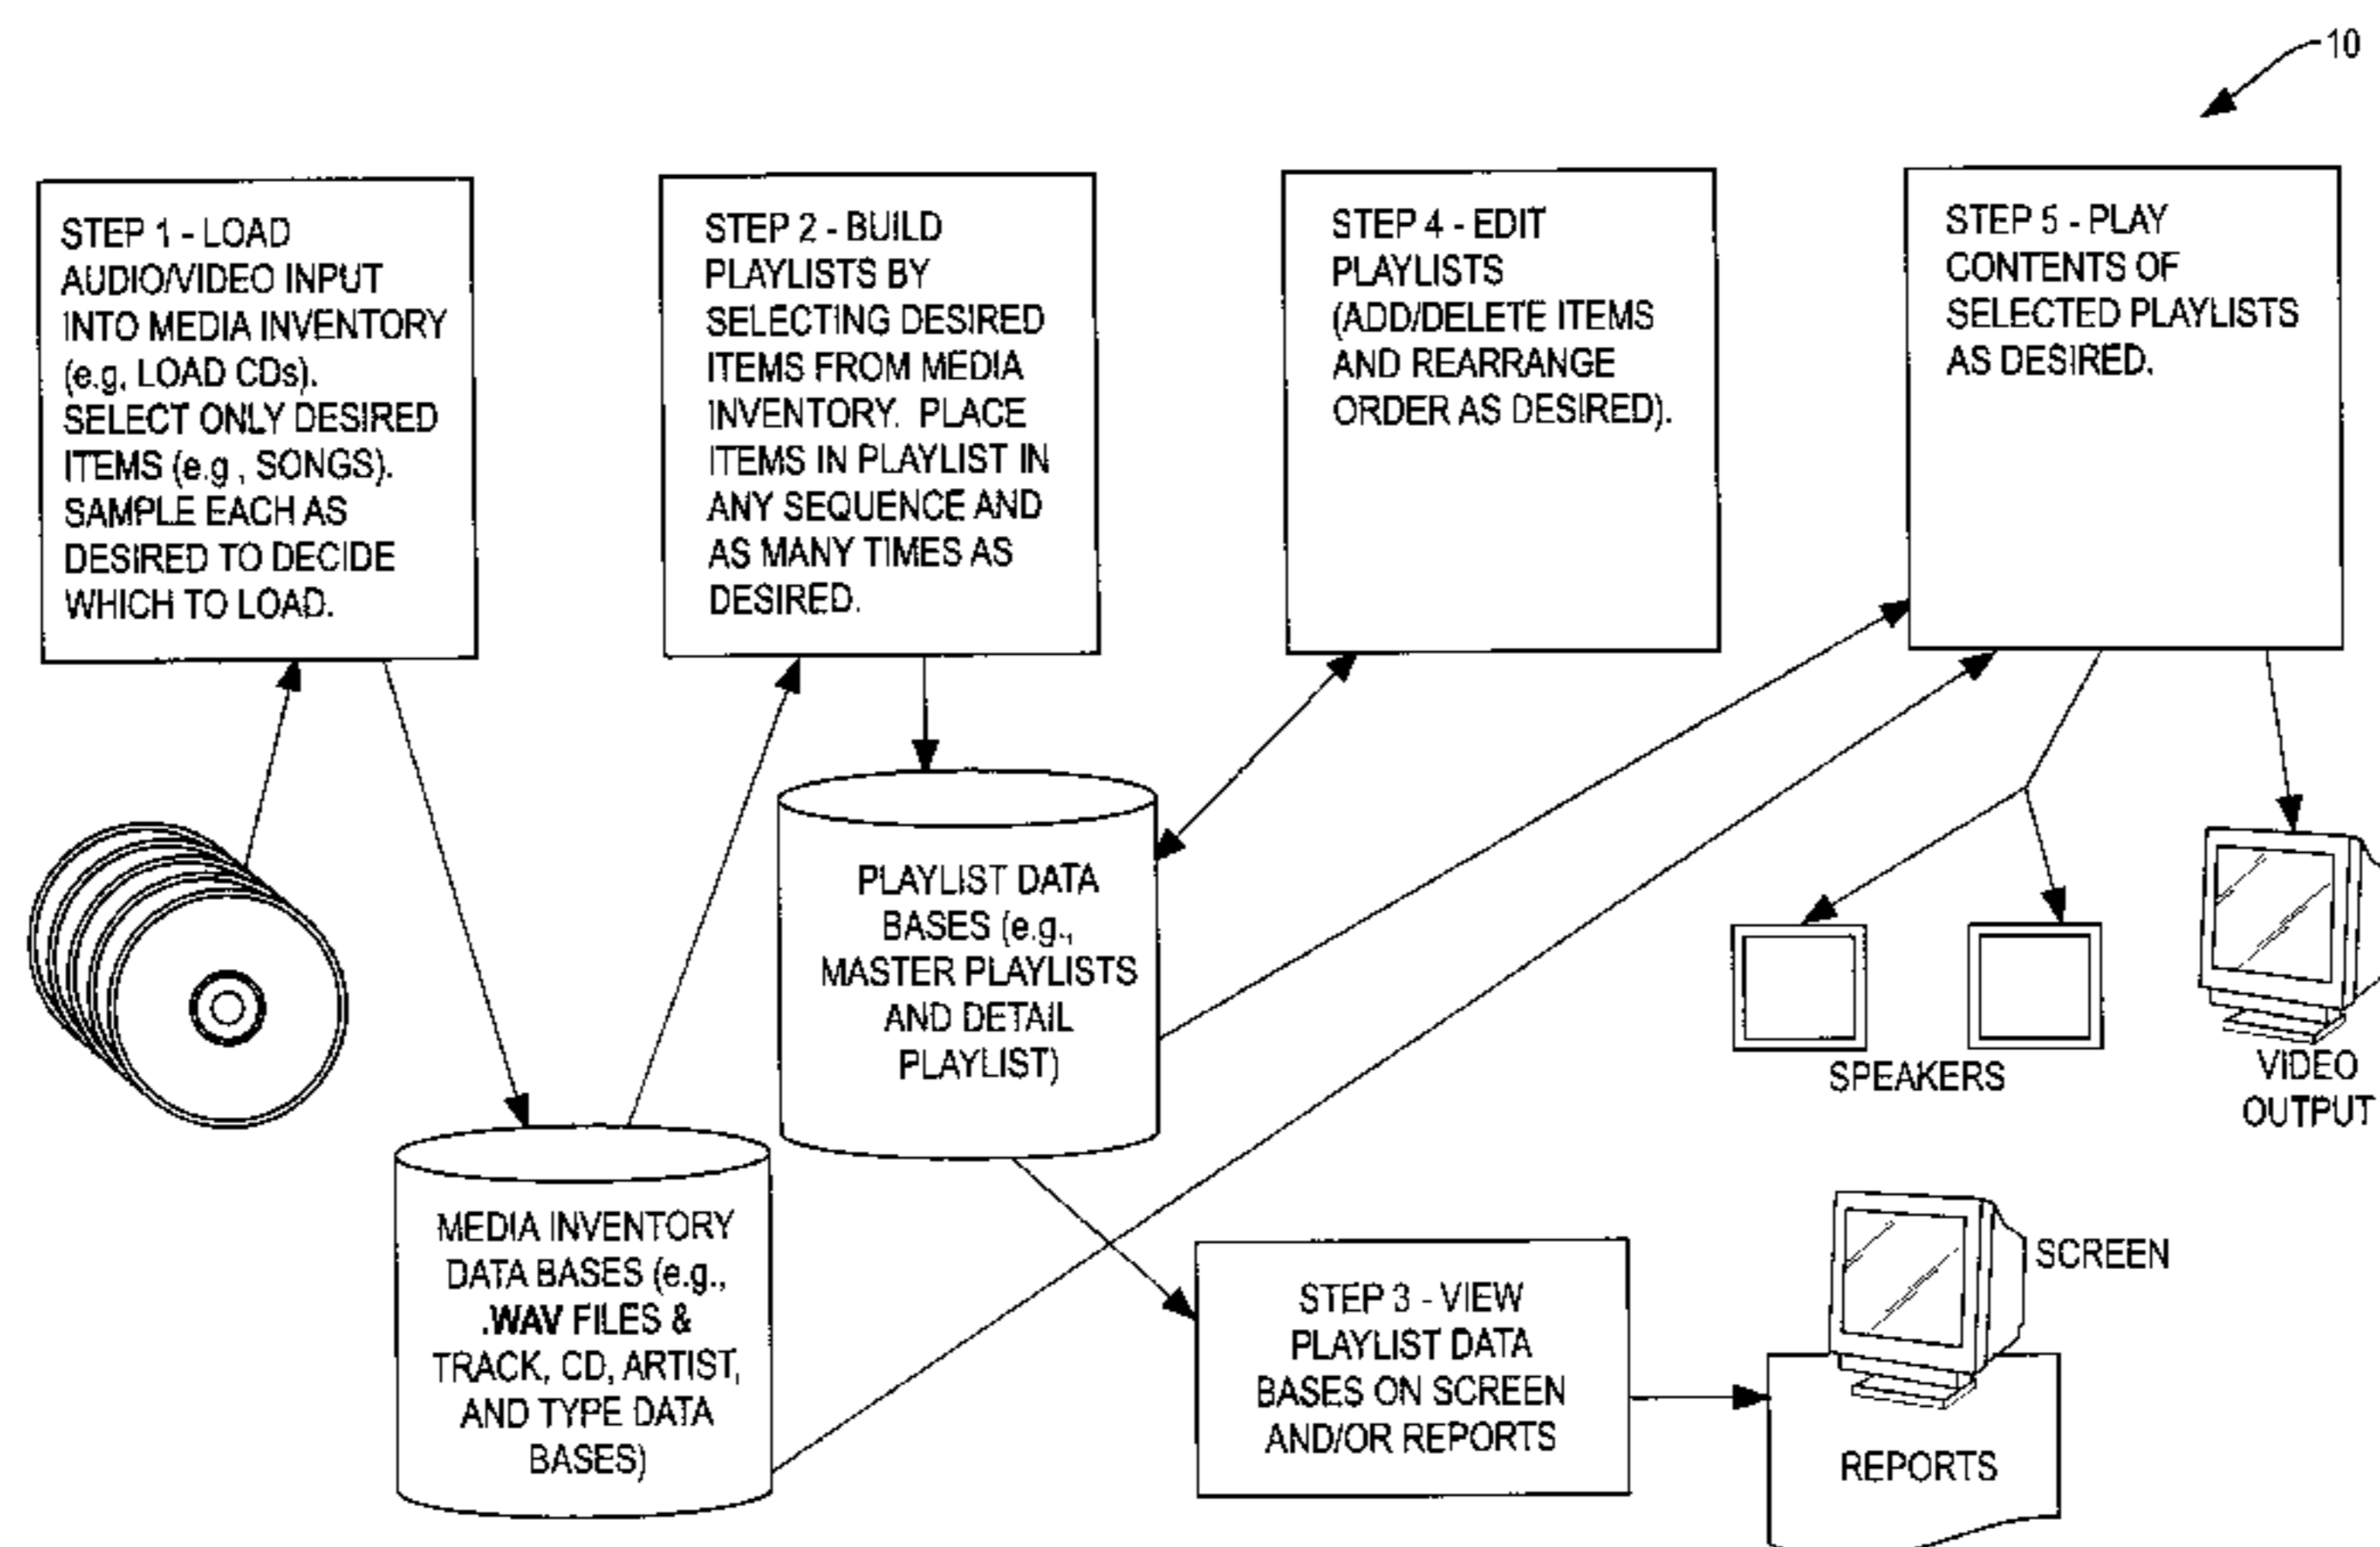 10
STEP 1 - LOAD
AUDIO/VIDEO INPUT
INTO MEDIA INVENTORY
(e.g, LOAD CDs).
SELECT ONLY DESIRED
ITEMS (e.g., SONGS).
SAMPLE EACH AS
DESIRED TO DECIDE
WHICH TO LOAD.
STEP 2 - BUILD
PLAYLISTS BY
SELECTING DESIRED
ITEMS FROM MEDIA
INVENTORY. PLACE
ITEMS IN PLAYLIST IN
ANY SEQUENCE AND
AS MANY TIMES AS
DESIRED.
STEP 4 - EDIT
PLAYLISTS
(ADD/DELETE ITEMS
AND REARRANGE
ORDER AS DESIRED).
STEP 5 - PLAY
CONTENTS OF
SELECTED PLAYLISTS
AS DESIRED.
PLAYLIST DATA
BASES (e.g.,
MASTER PLAYLISTS
AND DETAIL
PLAYLIST)
SPEAKERS
VIDEO
OUTPUT
MEDIA INVENTORY
DATA BASES (e.g.,
.WAV FILES &
TRACK, CD, ARTIST,
AND TYPE DATA
BASES)
STEP 3 - VIEW
PLAYLIST DATA
BASES ON SCREEN
AND/OR REPORTS
SCREEN
REPORTS